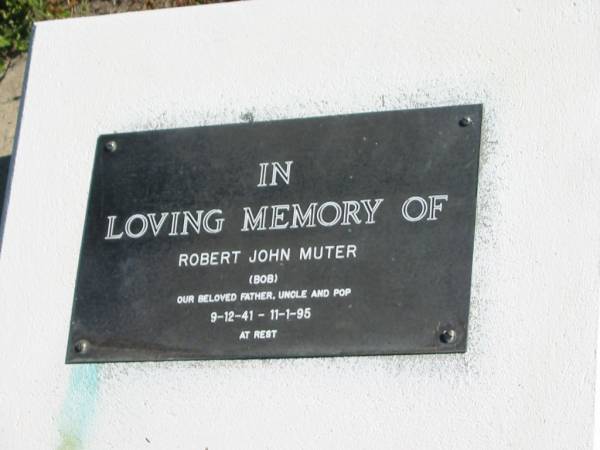 IN
LOVING MEMORY OF
ROBERT JOHN MUTER
(BOB)
OUR BELOVED FATHER, UNCLE AND POP
9-12-41 - 11-1-95
AT REST